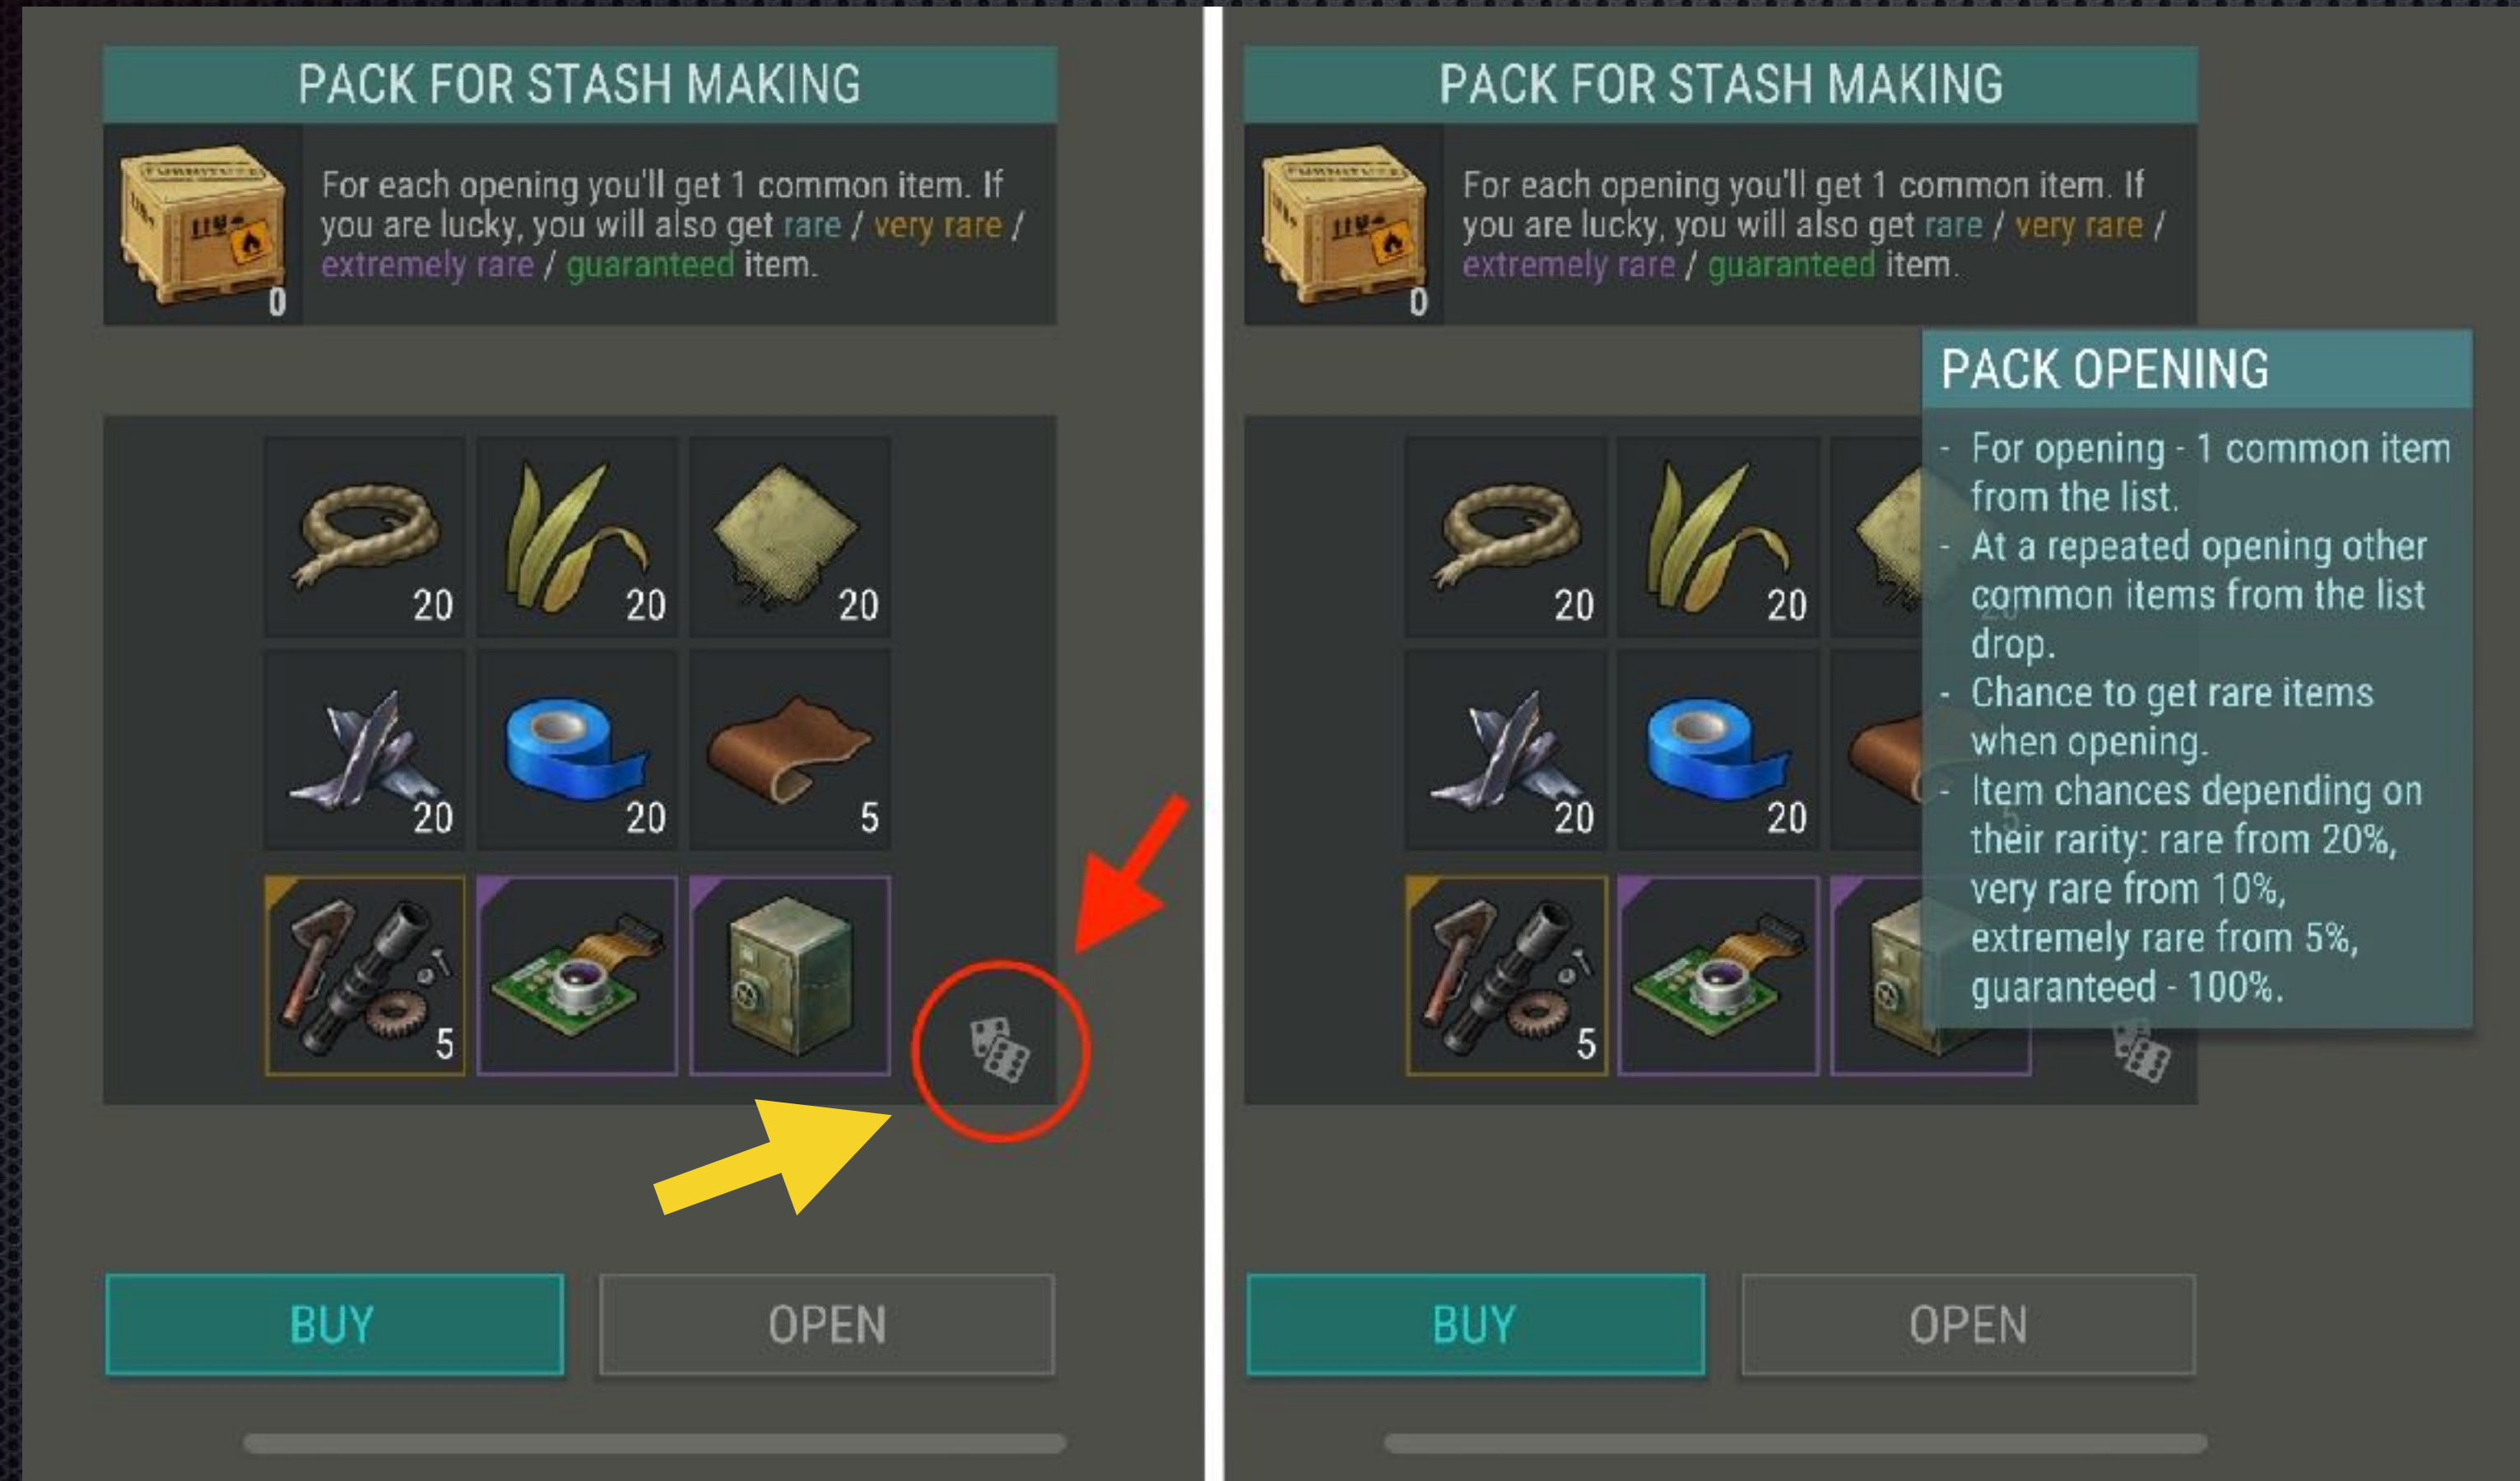 PACK FOR STASH MAKING
FURNITURE
For each opening you'll get 1 common item. If
you are lucky, you will also get rare / very rare /
extremely rare / guaranteed item.
0
20
20
20
20
20
5
5
BUY
OPEN
PACK FOR STASH MAKING
FURNITURE
For each opening you'll get 1 common item. If
you are lucky, you will also get rare / very rare /
extremely rare / guaranteed item.
0
PACK OPENING
- For opening - 1 common item
from the list.
- At a repeated opening other
common items from the list
drop.
- Chance to get rare items
when opening.
- Item chances depending on
their rarity: rare from 20%,
very rare from 10%,
extremely rare from 5%,
guaranteed - 100%.
20
20
20
20
20
5
5
BUY
OPEN